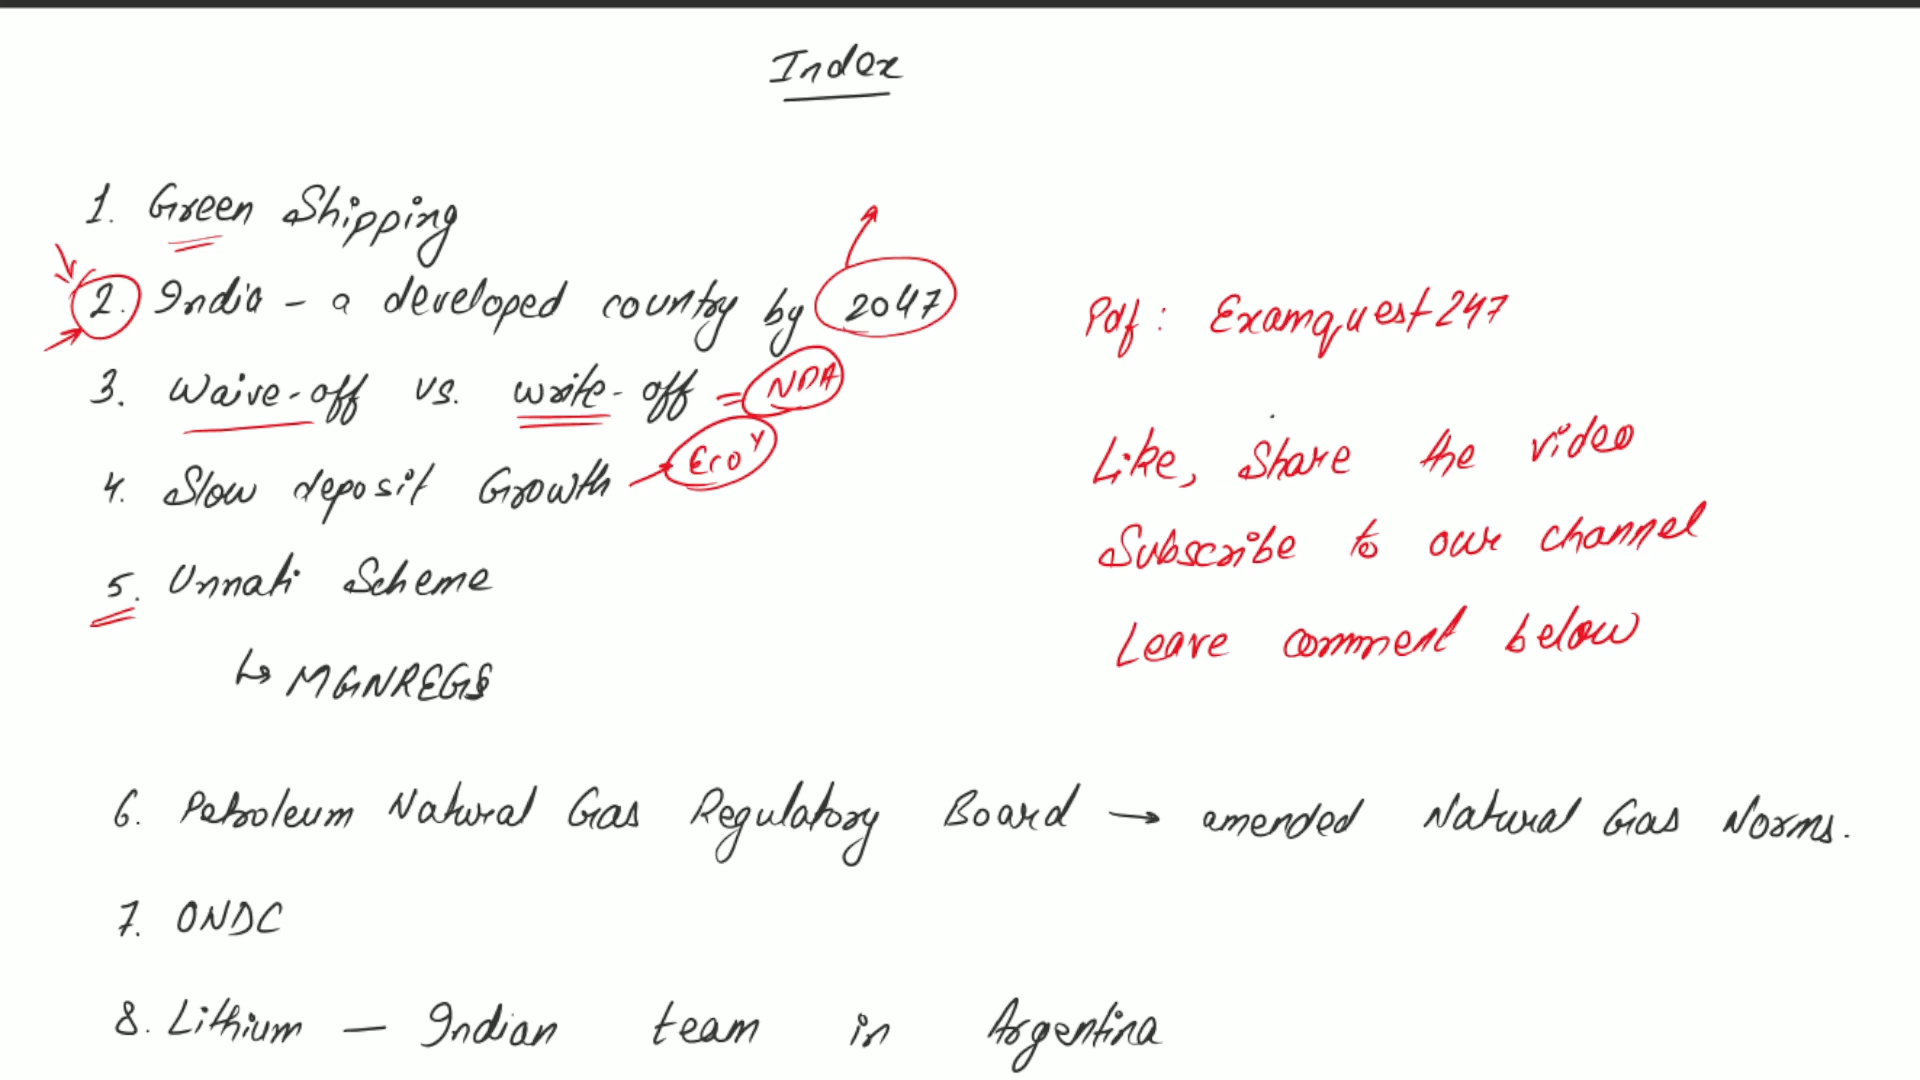 Index
1. Green Shipping
2. India - a developed country by 2047
3. Waive-off vs. write-off = NPA
4. Slow deposit Growth → Eco^y
5. Unnati Scheme
↳ MGNREGS
Pdf: Examquest247
Like, Share the video
Subscribe to our channel
Leave comment below
6. Petroleum Natural Gas Regulatory Board → amended Natural Gas Norms.
7. ONDC
8. Lithium — Indian team in Argentina